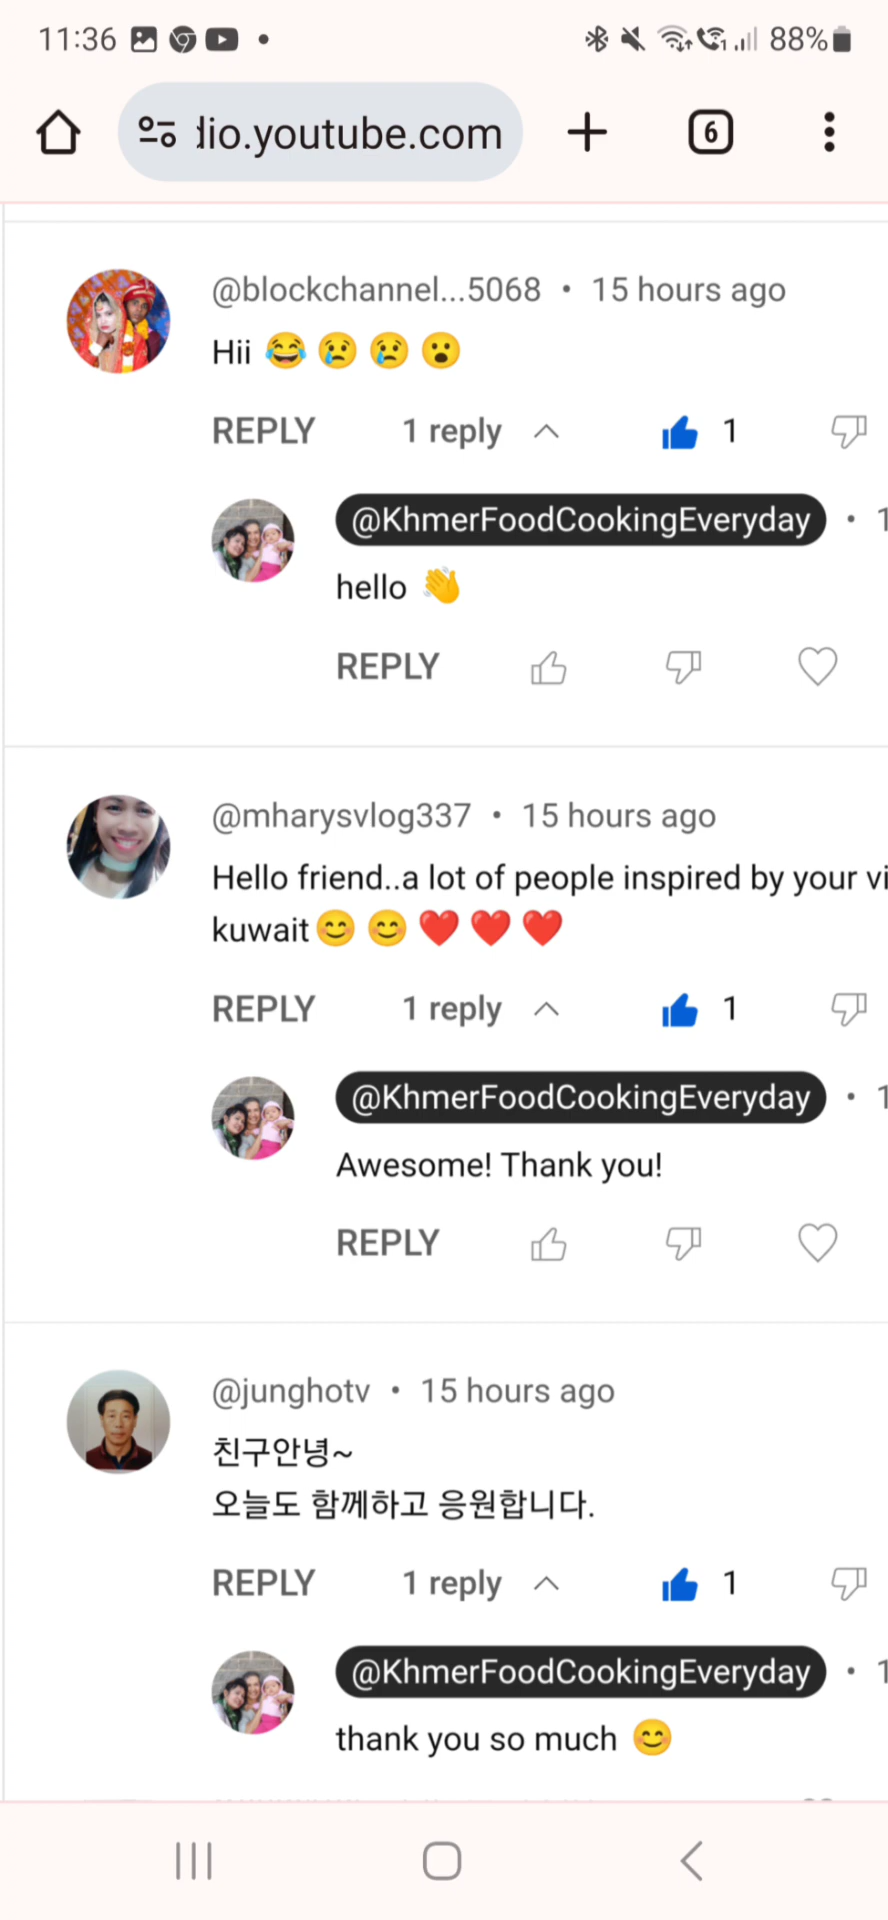 11:36 88%
dio.youtube.com 6
@blockchannel...5068 • 15 hours ago
Hii 😂 😢 😢 😮
REPLY 1 reply 1
@KhmerFoodCookingEveryday • 1
hello 👋
REPLY
@mharysvlog337 • 15 hours ago
Hello friend..a lot of people inspired by your vi
kuwait 😊 😊 ❤️ ❤️ ❤️
REPLY 1 reply 1
@KhmerFoodCookingEveryday • 1
Awesome! Thank you!
REPLY
@junghotv • 15 hours ago
친구안녕~
오늘도 함께하고 응원합니다.
REPLY 1 reply 1
@KhmerFoodCookingEveryday • 1
thank you so much 😊